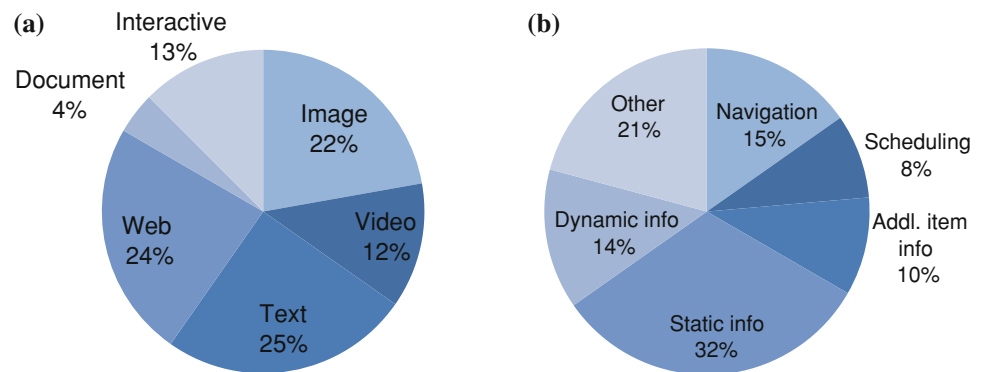 (a)
Interactive
13%
Document
4%
Image
22%
Web
24%
Video
12%
Text
25%
(b)
Other
21%
Navigation
15%
Scheduling
8%
Dynamic info
14%
Addl. item
info
10%
Static info
32%